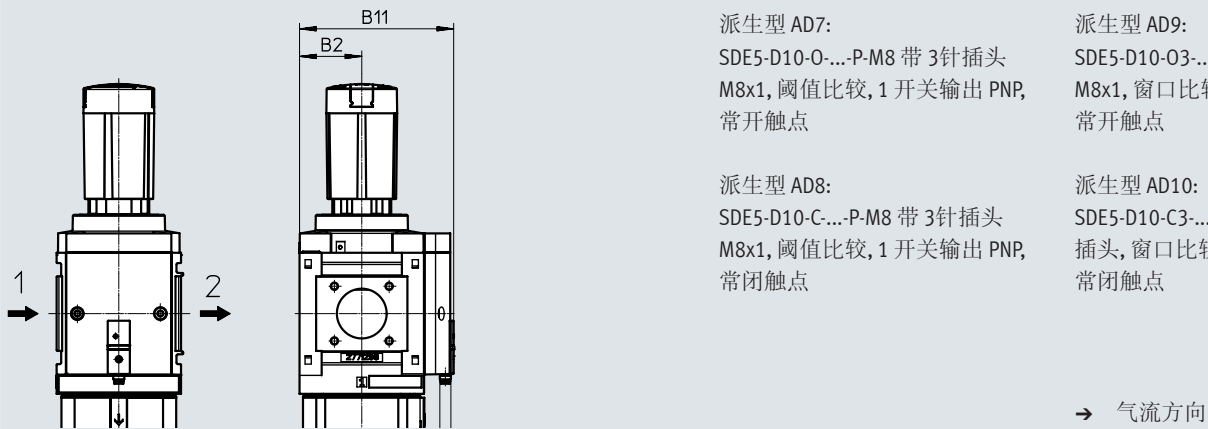 B11
B2
1
2
派生型 AD7:
SDE5-D10-O-...-P-M8 带 3针插头
M8x1, 阈值比较, 1 开关输出 PNP,
常开触点
派生型 AD8:
SDE5-D10-C-...-P-M8 带 3针插头
M8x1, 阈值比较, 1 开关输出 PNP,
常闭触点
派生型 AD9:
SDE5-D10-O3-..
M8x1, 窗口比
常开触点
派生型 AD10:
SDE5-D10-C3-..
插头, 窗口比
常闭触点
➔ 气流方向